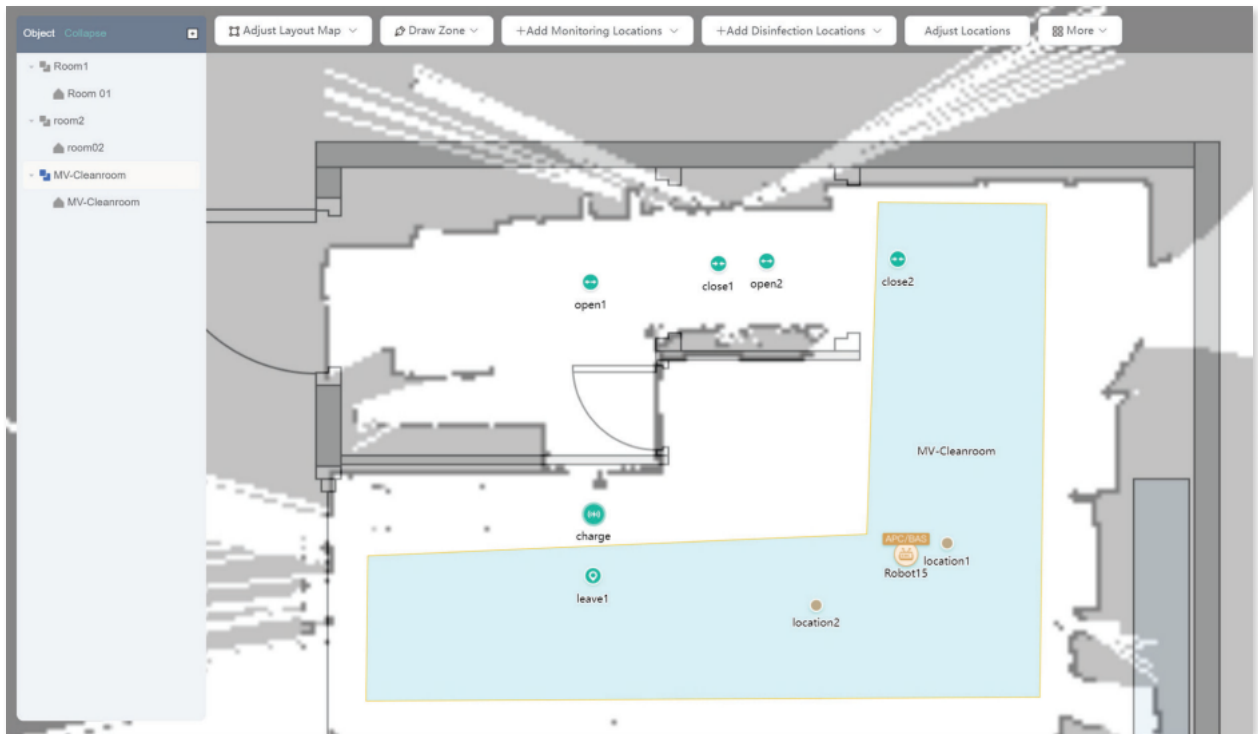 Object Collapse
Adjust Layout Map
Draw Zone
+Add Monitoring Locations
+Add Disinfection Locations
Adjust Locations
More
Room1
Room 01
room2
room02
MV-Cleanroom
MV-Cleanroom
open1
close1
open2
close2
MV-Cleanroom
charge
APC/BAS
Robot15
location1
leave1
location2